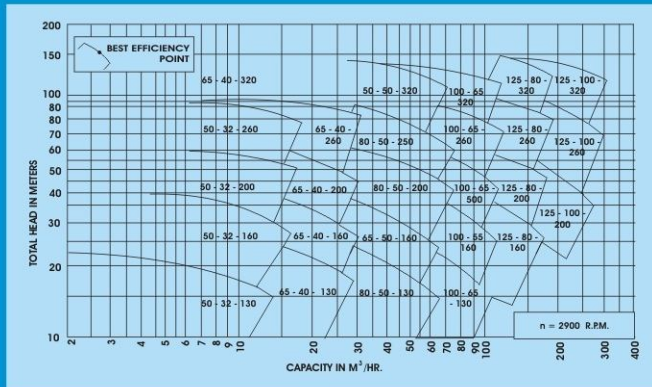 200
150
100
80
70
60
50
40
30
20
10
TOTAL HEAD IN METERS
BEST EFFICIENCY
POINT
65 - 40 - 320
50 - 50 - 320
100 - 65
320
125 - 80 -
320
125 - 100 -
320
50 - 32 - 260
65 - 40 -
260
80 - 50 - 250
100 - 65 -
260
125 - 80 -
260
125 - 100 -
260
50 - 32 - 200
65 - 40 - 200
80 - 50 - 200
100 - 65 -
500
125 - 80 -
200
125 - 100 -
200
50 - 32 - 160
65 - 40 - 160
65 - 50 - 160
100 - 55
160
125 - 80 -
- 160
50 - 32 - 130
65 - 40 - 130
80 - 50 - 130
100 - 65
- 130
n = 2900 R.P.M.
2 3 4 5 6 7 8 9 10 20 30 40 50 60 70 80 90 100 200 300 400
CAPACITY IN M³/HR.